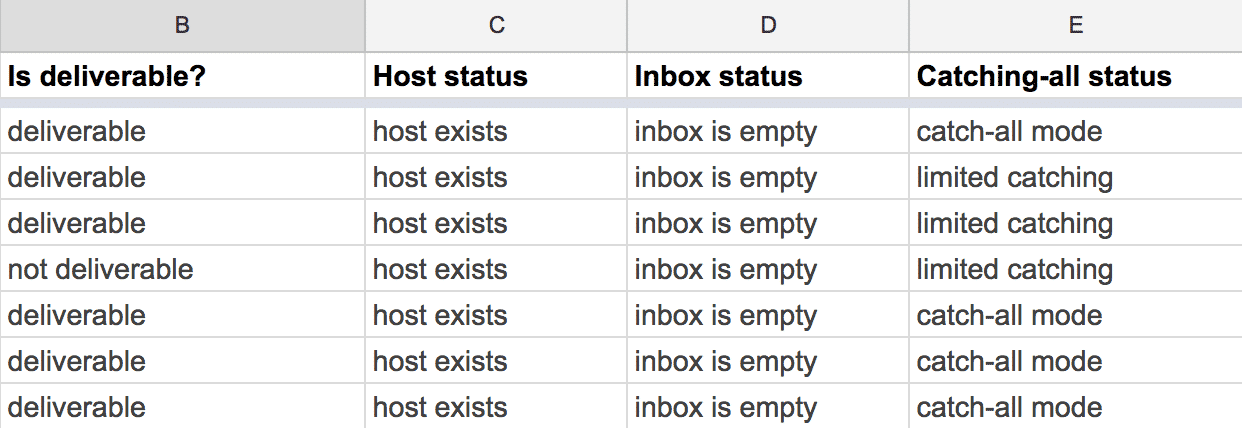 B C D E
Is deliverable? Host status Inbox status Catching-all status
deliverable host exists inbox is empty catch-all mode
deliverable host exists inbox is empty limited catching
deliverable host exists inbox is empty limited catching
not deliverable host exists inbox is empty limited catching
deliverable host exists inbox is empty catch-all mode
deliverable host exists inbox is empty catch-all mode
deliverable host exists inbox is empty catch-all mode